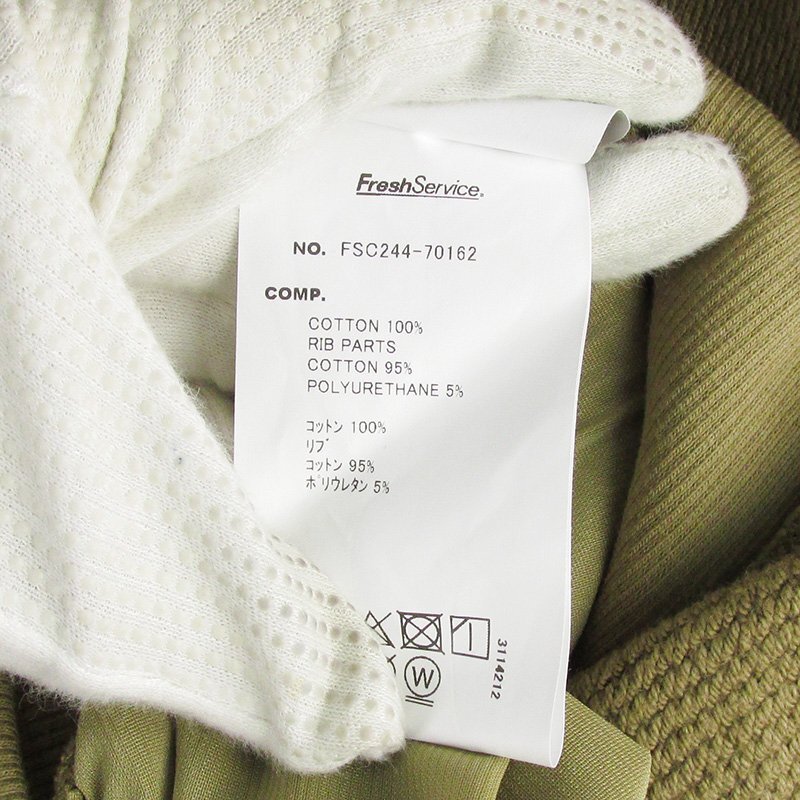 FreshService®
NO. FSC244-70162
COMP.
COTTON 100%
RIB PARTS
COTTON 95%
POLYURETHANE 5%
コットン 100%
リブ
コットン 95%
ポリウレタン 5%
W
3114212